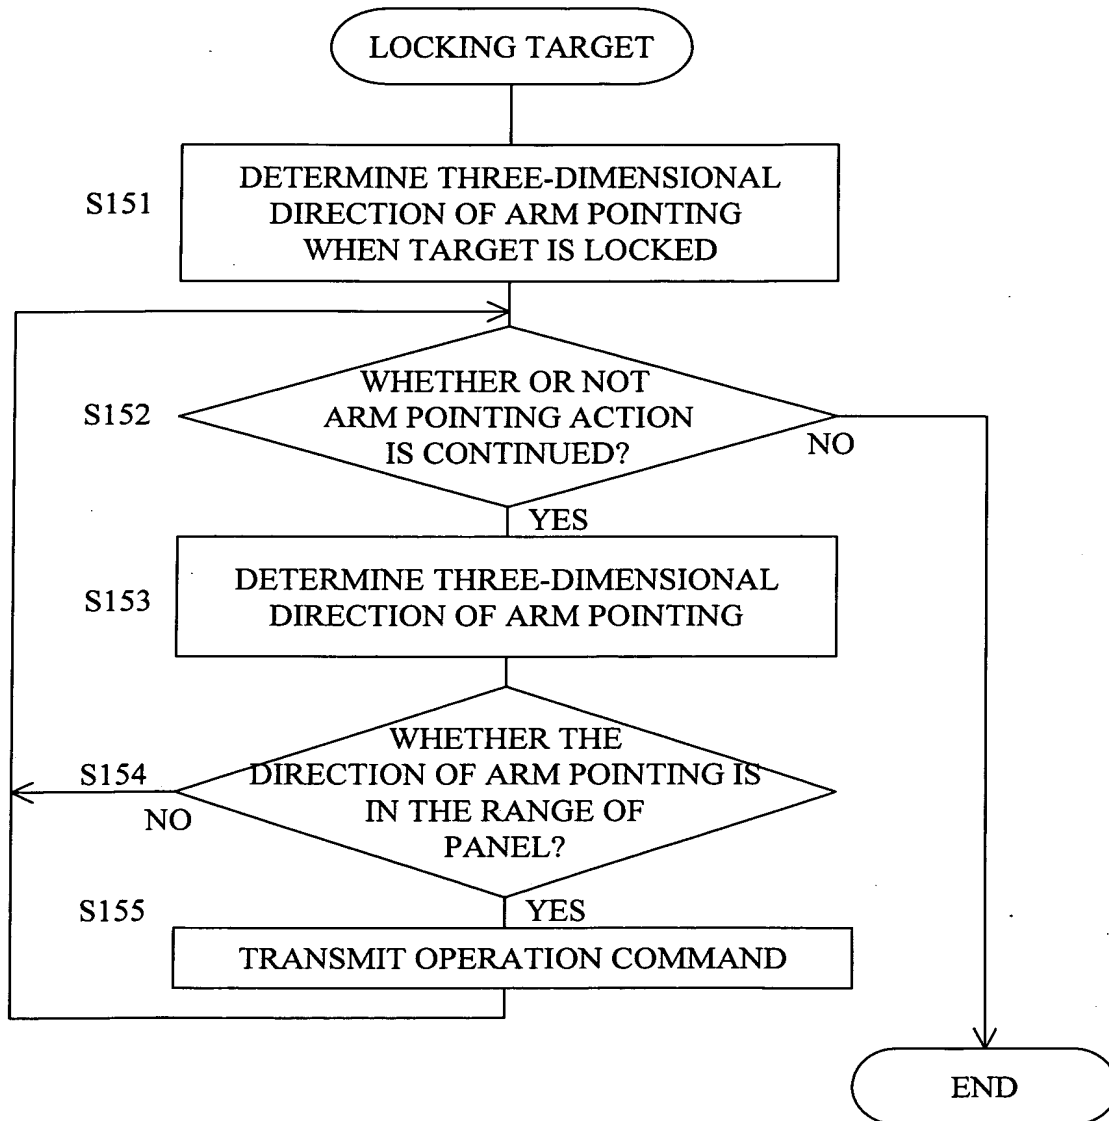 LOCKING TARGET
S151
DETERMINE THREE-DIMENSIONAL
DIRECTION OF ARM POINTING
WHEN TARGET IS LOCKED
S152
WHETHER OR NOT
ARM POINTING ACTION
IS CONTINUED?
NO
YES
S153
DETERMINE THREE-DIMENSIONAL
DIRECTION OF ARM POINTING
S154
WHETHER THE
DIRECTION OF ARM POINTING IS
IN THE RANGE OF
PANEL?
NO
YES
S155
TRANSMIT OPERATION COMMAND
END